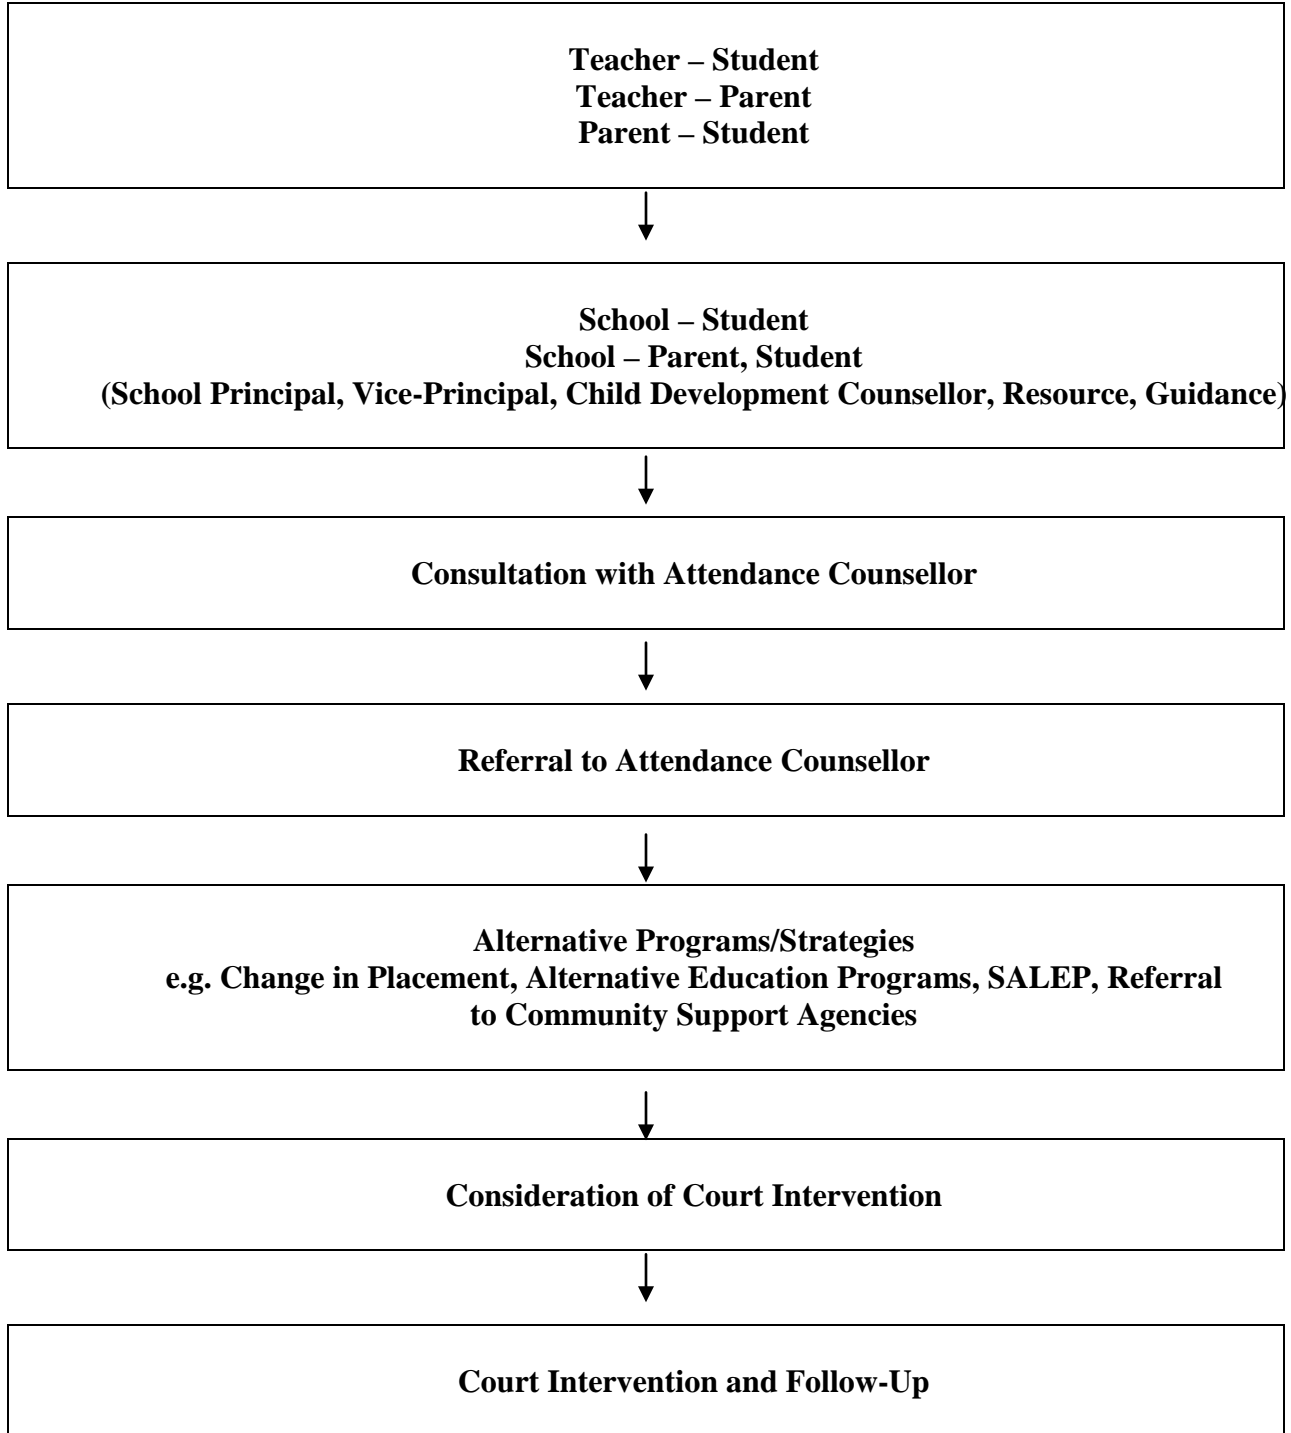 Teacher – Student
Teacher – Parent
Parent – Student
School – Student
School – Parent, Student
(School Principal, Vice-Principal, Child Development Counsellor, Resource, Guidance)
Consultation with Attendance Counsellor
Referral to Attendance Counsellor
Alternative Programs/Strategies
e.g. Change in Placement, Alternative Education Programs, SALEP, Referral
to Community Support Agencies
Consideration of Court Intervention
Court Intervention and Follow-Up